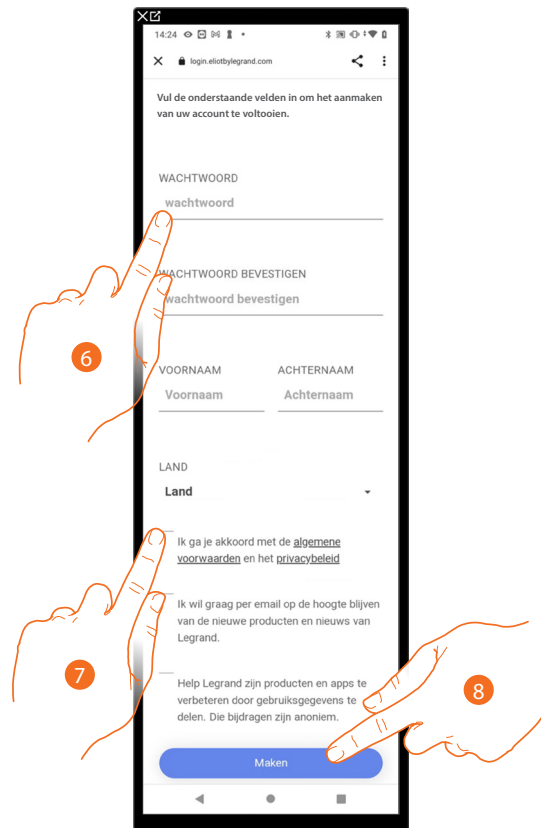 14:24
login.eliotbylegrand.com
Vul de onderstaande velden in om het aanmaken
van uw account te voltooien.
WACHTWOORD
wachtwoord
WACHTWOORD BEVESTIGEN
wachtwoord bevestigen
6
VOORNAAM ACHTERNAAM
Voornaam Achternaam
LAND
Land
Ik ga je akkoord met de algemene
voorwaarden en het privacybeleid
Ik wil graag per email op de hoogte blijven
van de nieuwe producten en nieuws van
Legrand.
7
Help Legrand zijn producten en apps te
verbeteren door gebruiksgegevens te
delen. Die bijdragen zijn anoniem.
8
Maken